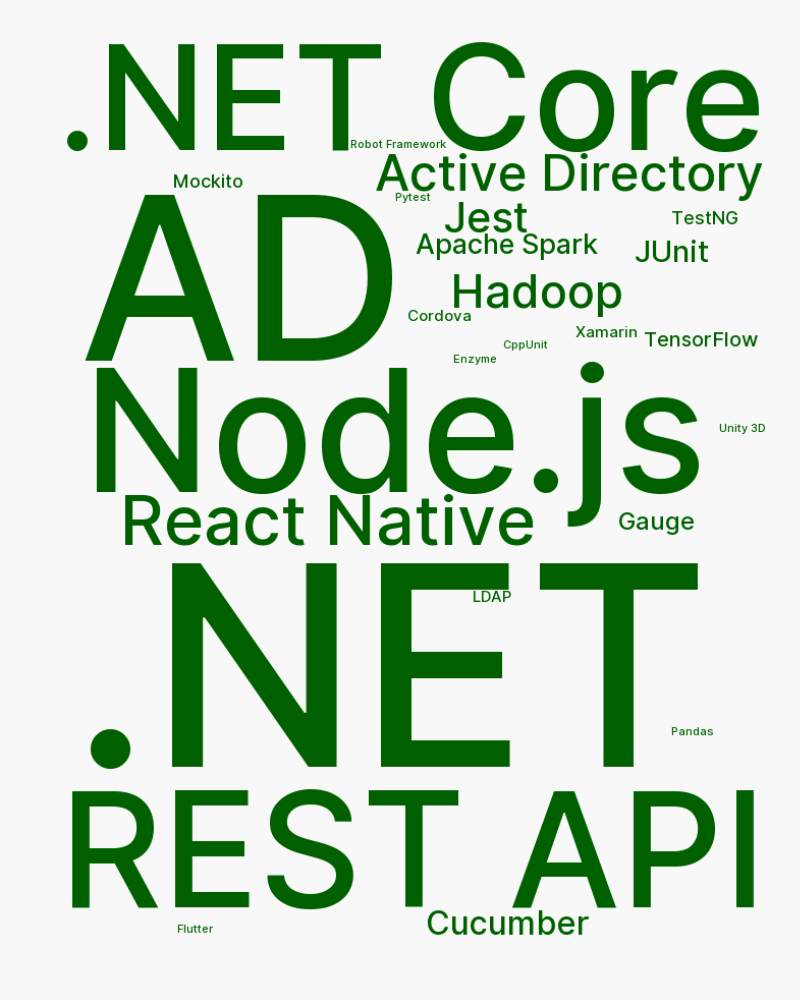 .NET Core
Robot Framework
Active Directory
Mockito
Pytest
AD
Jest
TestNG
Apache Spark
JUnit
Hadoop
Cordova
Xamarin
TensorFlow
CppUnit
Enzyme
Node.js
Unity 3D
React Native
Gauge
.NET
LDAP
Pandas
REST API
Cucumber
Flutter